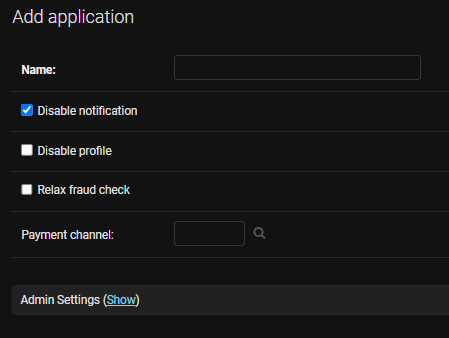 Add application
Name:
Disable notification
Disable profile
Relax fraud check
Payment channel:
Admin Settings (Show)